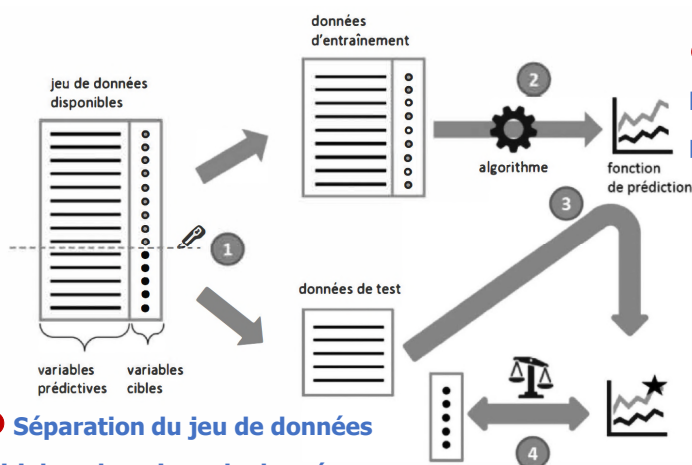 données
d'entraînement
jeu de données
disponibles
2
algorithme
fonction
de prédiction
3
1
données de test
variables
prédictives
variables
cibles
Séparation du jeu de données
4